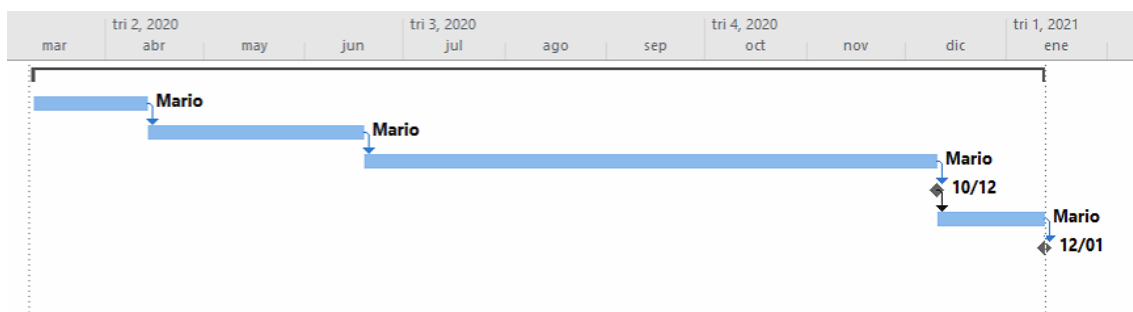 tri 2, 2020 tri 3, 2020 tri 4, 2020 tri 1, 2021
mar abr may jun jul ago sep oct nov dic ene
Mario
Mario
Mario
10/12
Mario
12/01